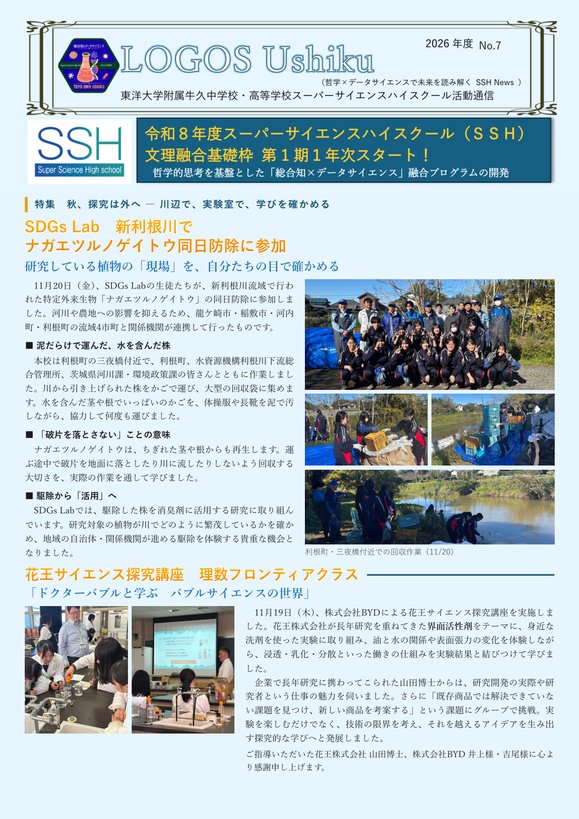 LOGOS Ushiku
2026 年度 No.7
（哲学×データサイエンスで未来を読み解く SSH News ）
東洋大学附属牛久中学校・高等学校スーパーサイエンスハイスクール活動通信
TOYO UNIV USHIKU
SSH
Super Science High school
令和８年度スーパーサイエンスハイスクール（ＳＳＨ）
文理融合基礎枠 第１期１年次スタート！
哲学的思考を基盤とした「総合知×データサイエンス」融合プログラムの開発
特集 秋、探究は外へ ― 川辺で、実験室で、学びを確かめる
SDGs Lab 新利根川で
ナガエツルノゲイトウ同日防除に参加
研究している植物の「現場」を、自分たちの目で確かめる
11月20日（金）、SDGs Labの生徒たちが、新利根川流域で行わ
れた特定外来生物「ナガエツルノゲイトウ」の同日防除に参加しま
した。河川や農地への影響を抑えるため、龍ケ崎市・稲敷市・河内
町・利根町の流域4市町と関係機関が連携して行ったものです。
■ 泥だらけで運んだ、水を含んだ株
本校は利根町の三夜橋付近で、利根町、水資源機構利根川下流総
合管理所、茨城県河川課・環境政策課の皆さんとともに作業しまし
た。川から引き上げられた株をかごで運び、大型の回収袋に集めま
す。水を含んだ茎や根でいっぱいのかごを、体操服や長靴を泥で汚
しながら、協力して何度も運びました。
■ 「破片を落とさない」ことの意味
ナガエツルノゲイトウは、ちぎれた茎や根からも再生します。運
ぶ途中で破片を地面に落としたり川に流したりしないよう回収する
大切さを、実際の作業を通して学びました。
■ 駆除から「活用」へ
SDGs Labでは、駆除した株を消臭剤に活用する研究に取り組ん
でいます。研究対象の植物が川でどのように繁茂しているかを確か
め、地域の自治体・関係機関が進める駆除を体験する貴重な機会と
なりました。
利根町・三夜橋付近での回収作業（11/20）
花王サイエンス探究講座 理数フロンティアクラス
「ドクターバブルと学ぶ バブルサイエンスの世界」
11月19日（木）、株式会社BYDによる花王サイエンス探究講座を実施しま
した。花王株式会社が長年研究を重ねてきた界面活性剤をテーマに、身近な
洗剤を使った実験に取り組み、油と水の関係や表面張力の変化を体験しなが
ら、浸透・乳化・分散といった働きの仕組みを実験結果と結びつけて学びま
した。
企業で長年研究に携わってこられた山田博士からは、研究開発の実際や研
究者という仕事の魅力を伺いました。さらに「既存商品では解決できていな
い課題を見つけ、新しい商品を考案する」という課題にグループで挑戦。実
験を楽しむだけでなく、技術の限界を考え、それを越えるアイデアを生み出
す探究的な学びへと発展しました。
ご指導いただいた花王株式会社 山田博士、株式会社BYD 井上様・吉尾様に心よ
り感謝申し上げます。